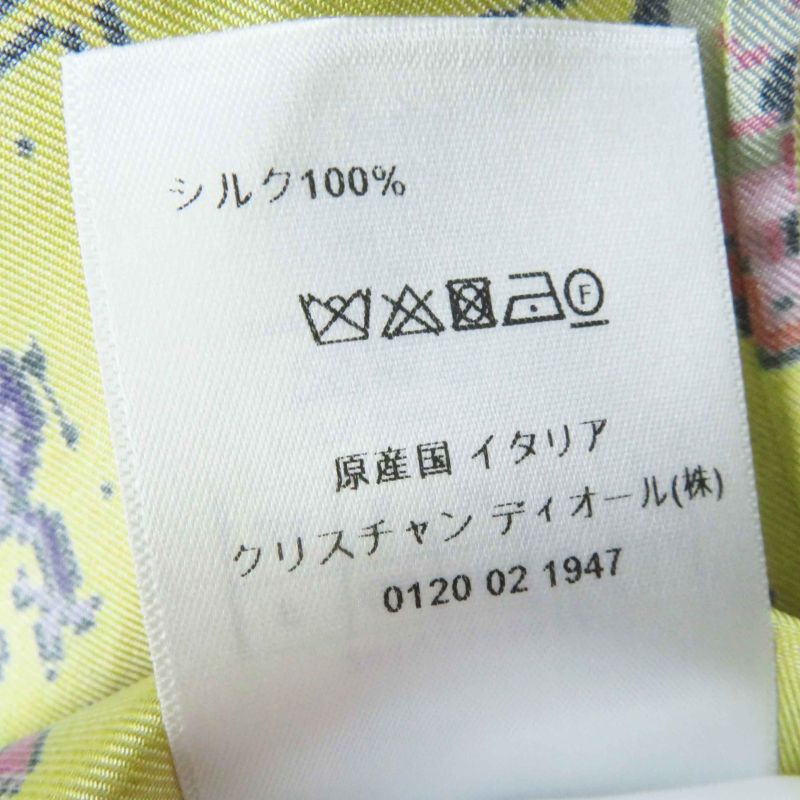 シルク100%
F
原産国 イタリア
クリスチャン ディオール(株)
0120 02 1947